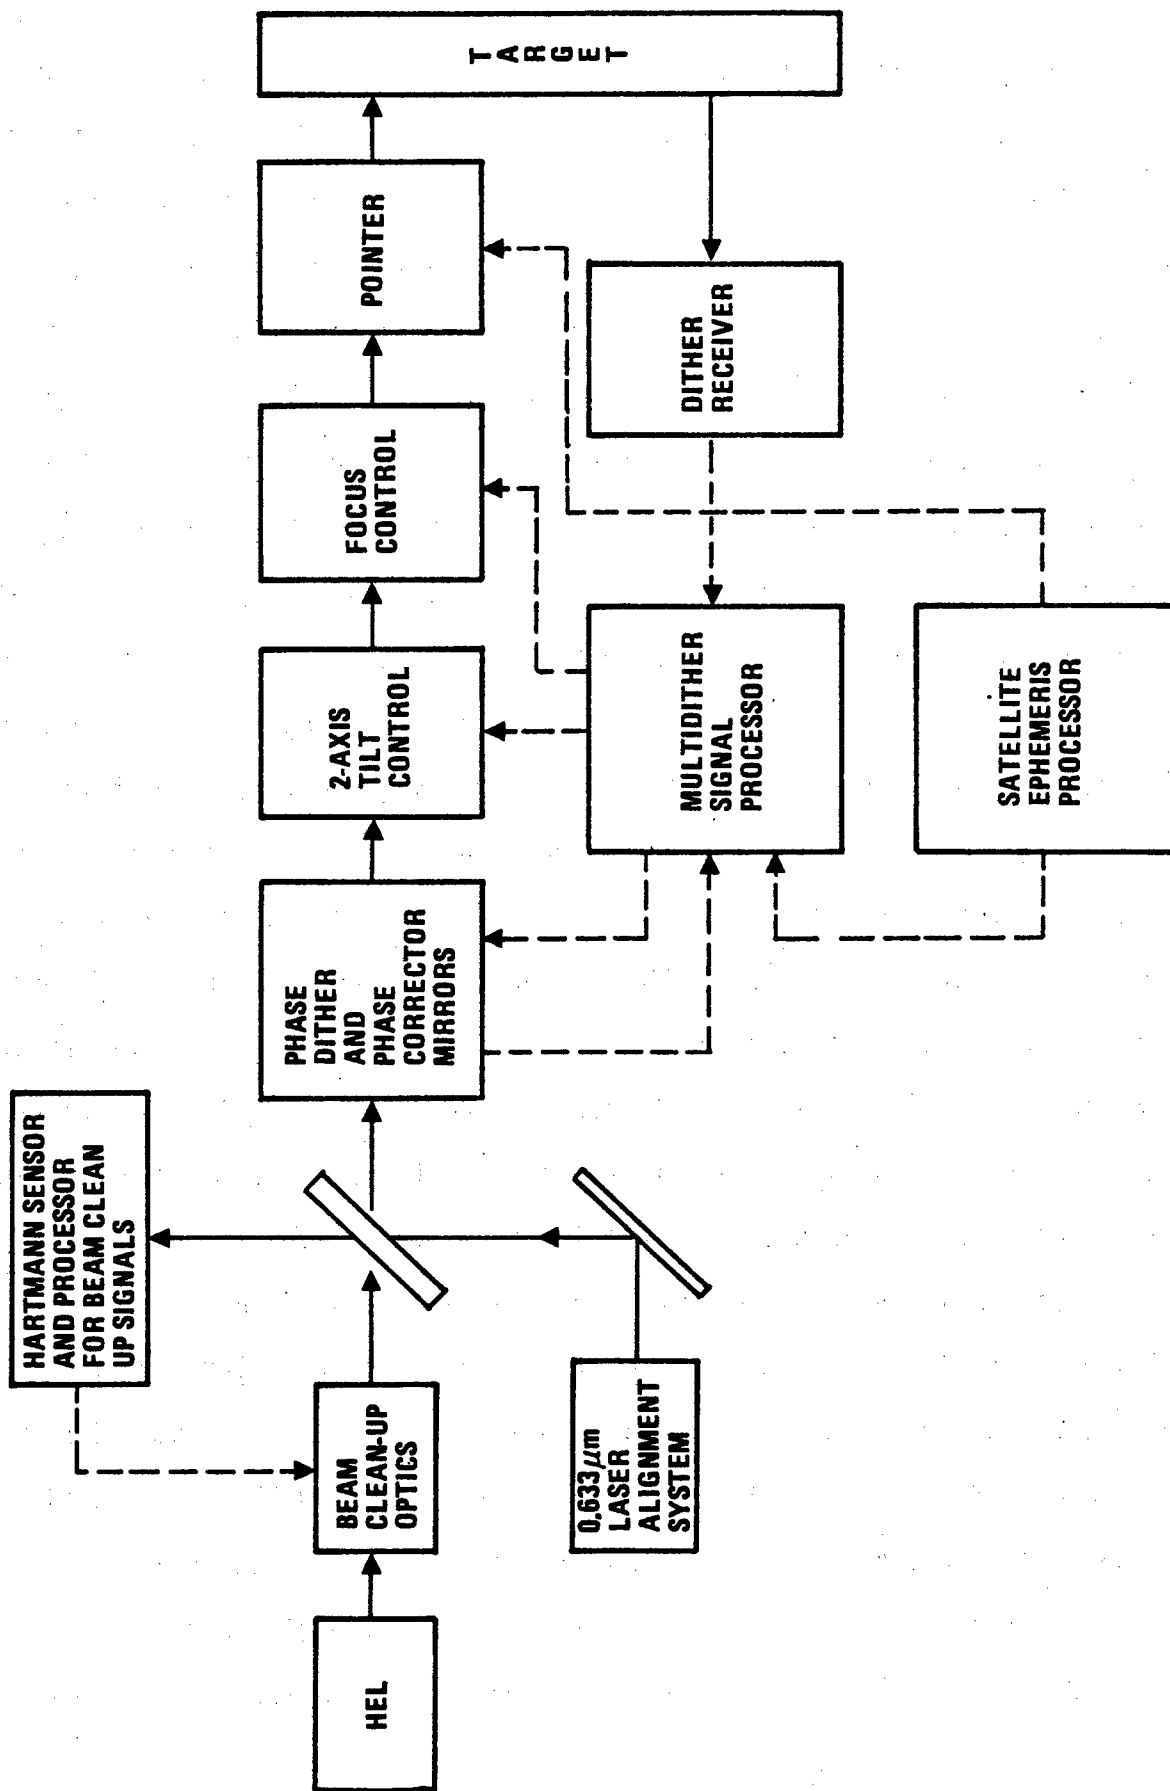 HARTMANN SENSOR
AND PROCESSOR
FOR BEAM CLEAN
UP SIGNALS
HEL
BEAM
CLEAN-UP
OPTICS
PHASE
DITHER
AND
PHASE
CORRECTOR
MIRRORS
2-AXIS
TILT
CONTROL
FOCUS
CONTROL
POINTER
TARGET
0.633μm
LASER
ALIGNMENT
SYSTEM
MULTIDITHER
SIGNAL
PROCESSOR
DITHER
RECEIVER
SATELLITE
EPHEMERIS
PROCESSOR